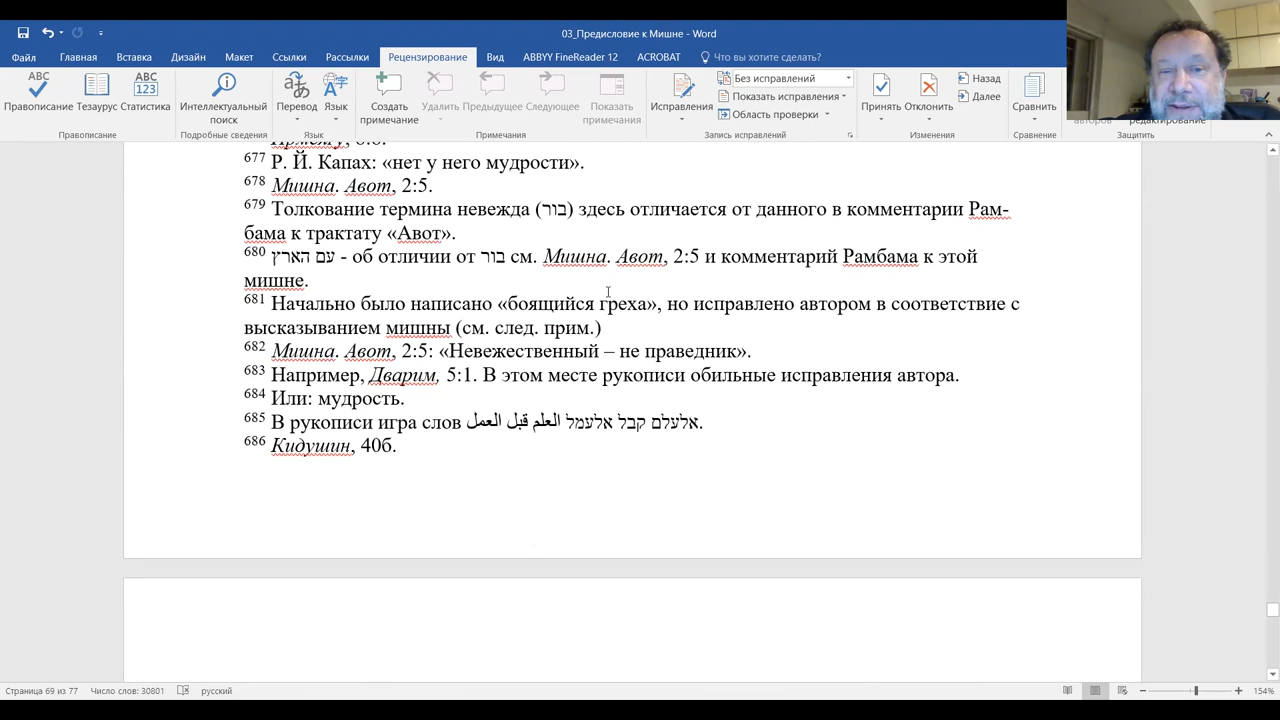 03_Предисловие к Мишне - Word
Файл Главная Вставка Дизайн Макет Ссылки Рассылки Рецензирование Вид ABBYY FineReader 12 ACROBAT Что вы хотите сделать?
ABC ABC 123
Правописание Тезаурус Статистика Интеллектуальный поиск Перевод Язык Создать примечание Удалить Предыдущее Следующее Показать примечания Исправления Без исправлений Показать исправления Область проверки Принять Отклонить Назад Далее Сравнить
Правописание Подробные сведения Язык Примечания Запись исправлений Изменения Сравнение Защитить
677 Р. Й. Капах: «нет у него мудрости».
678 Мишна. Авот, 2:5.
679 Толкование термина невежда (בור) здесь отличается от данного в комментарии Рам-
бама к трактату «Авот».
680 עם הארץ - об отличии от בור см. Мишна. Авот, 2:5 и комментарий Рамбама к этой
мишне.
681 Начально было написано «боящийся греха», но исправлено автором в соответствие с
высказыванием мишны (см. след. прим.)
682 Мишна. Авот, 2:5: «Невежественный – не праведник».
683 Например, Дварим, 5:1. В этом месте рукописи обильные исправления автора.
684 Или: мудрость.
685 В рукописи игра слов العلم قبل العمل אלעלם קבל אלעמל.
686 Кидушин, 40б.
Страница 69 из 77 Число слов: 30801 русский 154%